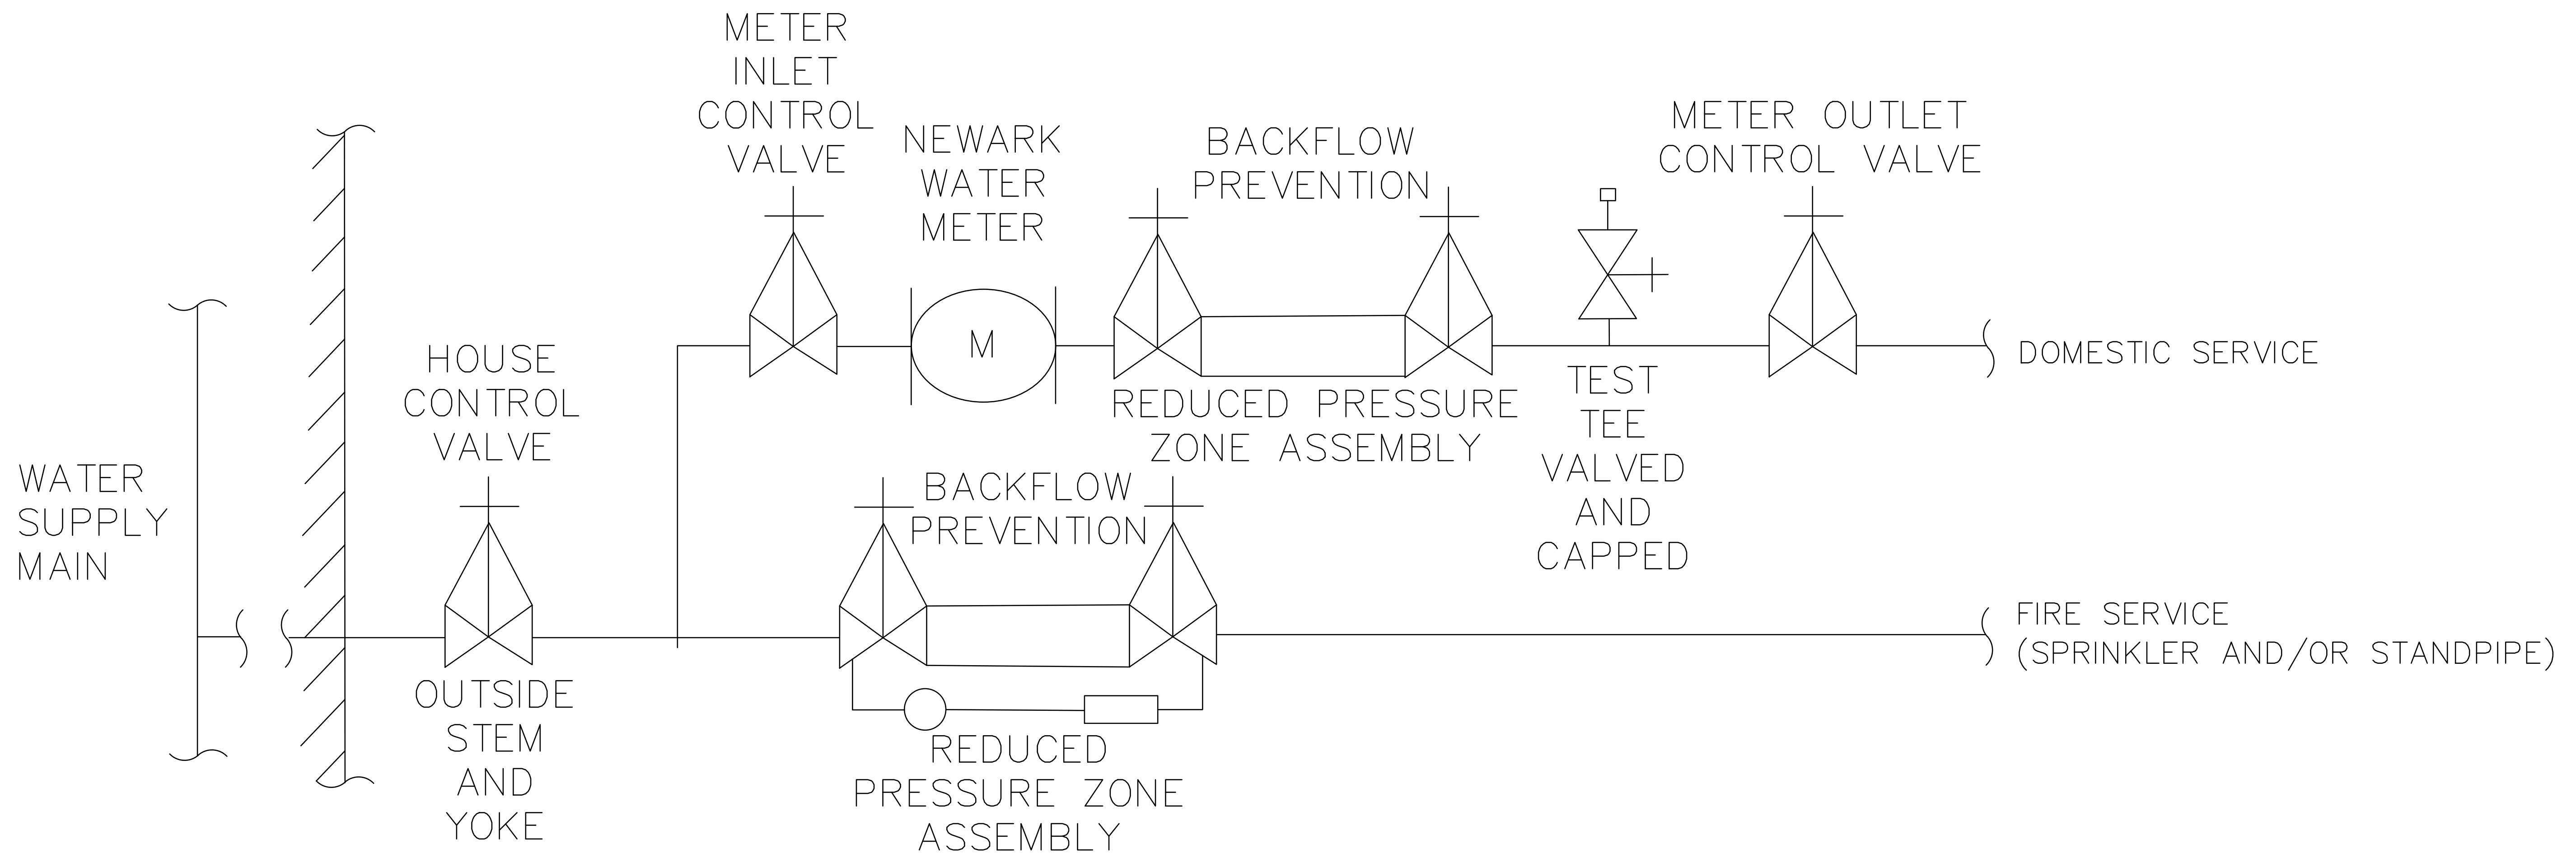 METER
INLET
CONTROL
VALVE
NEWARK
WATER
METER
M
BACKFLOW
PREVENTION
REDUCED PRESSURE
ZONE ASSEMBLY
TEST
TEE
VALVED
AND
CAPPED
METER OUTLET
CONTROL VALVE
DOMESTIC SERVICE
WATER
SUPPLY
MAIN
HOUSE
CONTROL
VALVE
OUTSIDE
STEM
AND
YOKE
BACKFLOW
PREVENTION
REDUCED
PRESSURE ZONE
ASSEMBLY
FIRE SERVICE
(SPRINKLER AND/OR STANDPIPE)